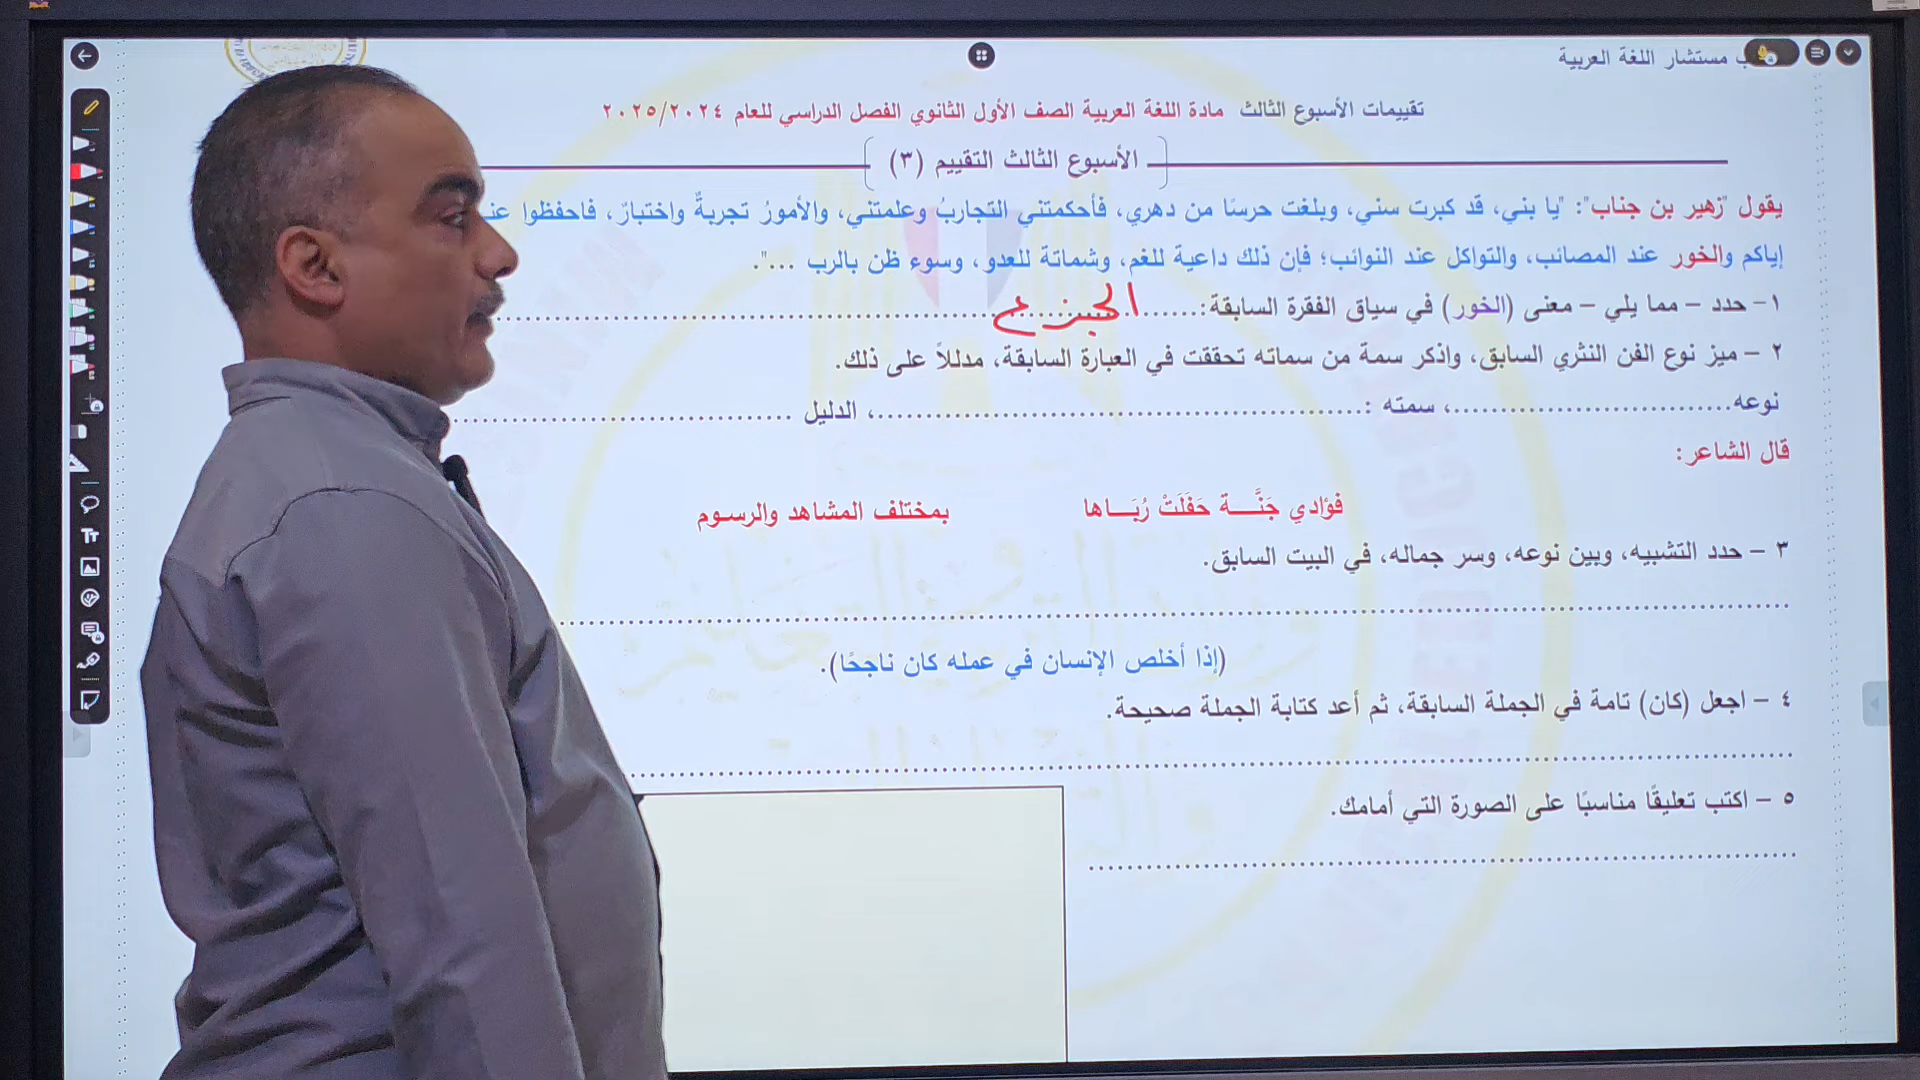 مستشار اللغة العربية
تقييمات الأسبوع الثالث مادة اللغة العربية الصف الأول الثانوي الفصل الدراسي للعام ٢٠٢٥/٢٠٢٤
الأسبوع الثالث التقييم (٣)
يقول "زهير بن جناب": "يا بني، قد كبرت سني، وبلغت حرسًا من دهري، فأحكمتني التجاربُ وعلمتني، والأمورُ تجربةٌ واختبارٌ، فاحفظوا عنـ
إياكم والخور عند المصائب، والتواكل عند النوائب؛ فإن ذلك داعية للغم، وشماتة للعدو، وسوء ظن بالرب ...".
١- حدد – مما يلي – معنى (الخور) في سياق الفقرة السابقة: الجزع
٢ – ميز نوع الفن النثري السابق، واذكر سمة من سماته تحققت في العبارة السابقة، مدللاً على ذلك.
نوعه..............................، سمته :......................................................، الدليل ......................................
قال الشاعر:
فؤادي جَنَّـــة حَفَلَتْ رُبَـــاها بمختلف المشاهد والرسوم
٣ – حدد التشبيه، وبين نوعه، وسر جماله، في البيت السابق.
(إذا أخلص الإنسان في عمله كان ناجحًا).
٤ – اجعل (كان) تامة في الجملة السابقة، ثم أعد كتابة الجملة صحيحة.
٥ – اكتب تعليقًا مناسبًا على الصورة التي أمامك.